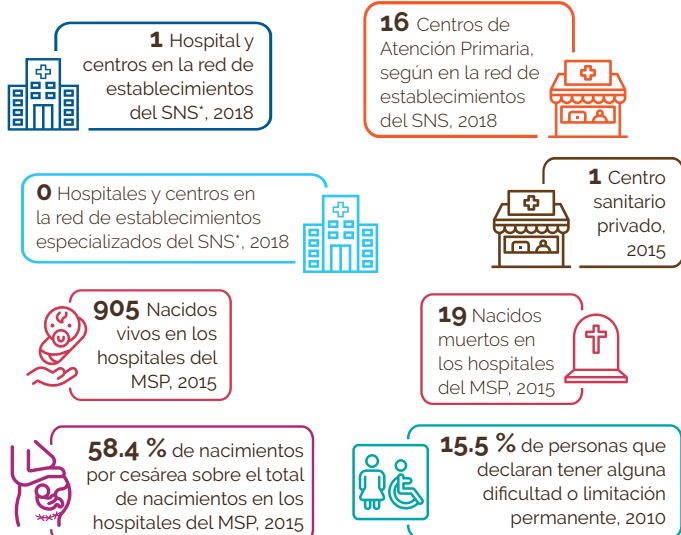 1 Hospital y
centros en la red de
establecimientos
del SNS*, 2018
16 Centros de
Atención Primaria,
según en la red de
establecimientos
del SNS, 2018
0 Hospitales y centros en
la red de establecimientos
especializados del SNS*, 2018
1 Centro
sanitario
privado,
2015
905 Nacidos
vivos en los
hospitales del
MSP, 2015
19 Nacidos
muertos en
los hospitales
del MSP, 2015
58.4 % de nacimientos
por cesárea sobre el total
de nacimientos en los
hospitales del MSP, 2015
15.5 % de personas que
declaran tener alguna
dificultad o limitación
permanente, 2010